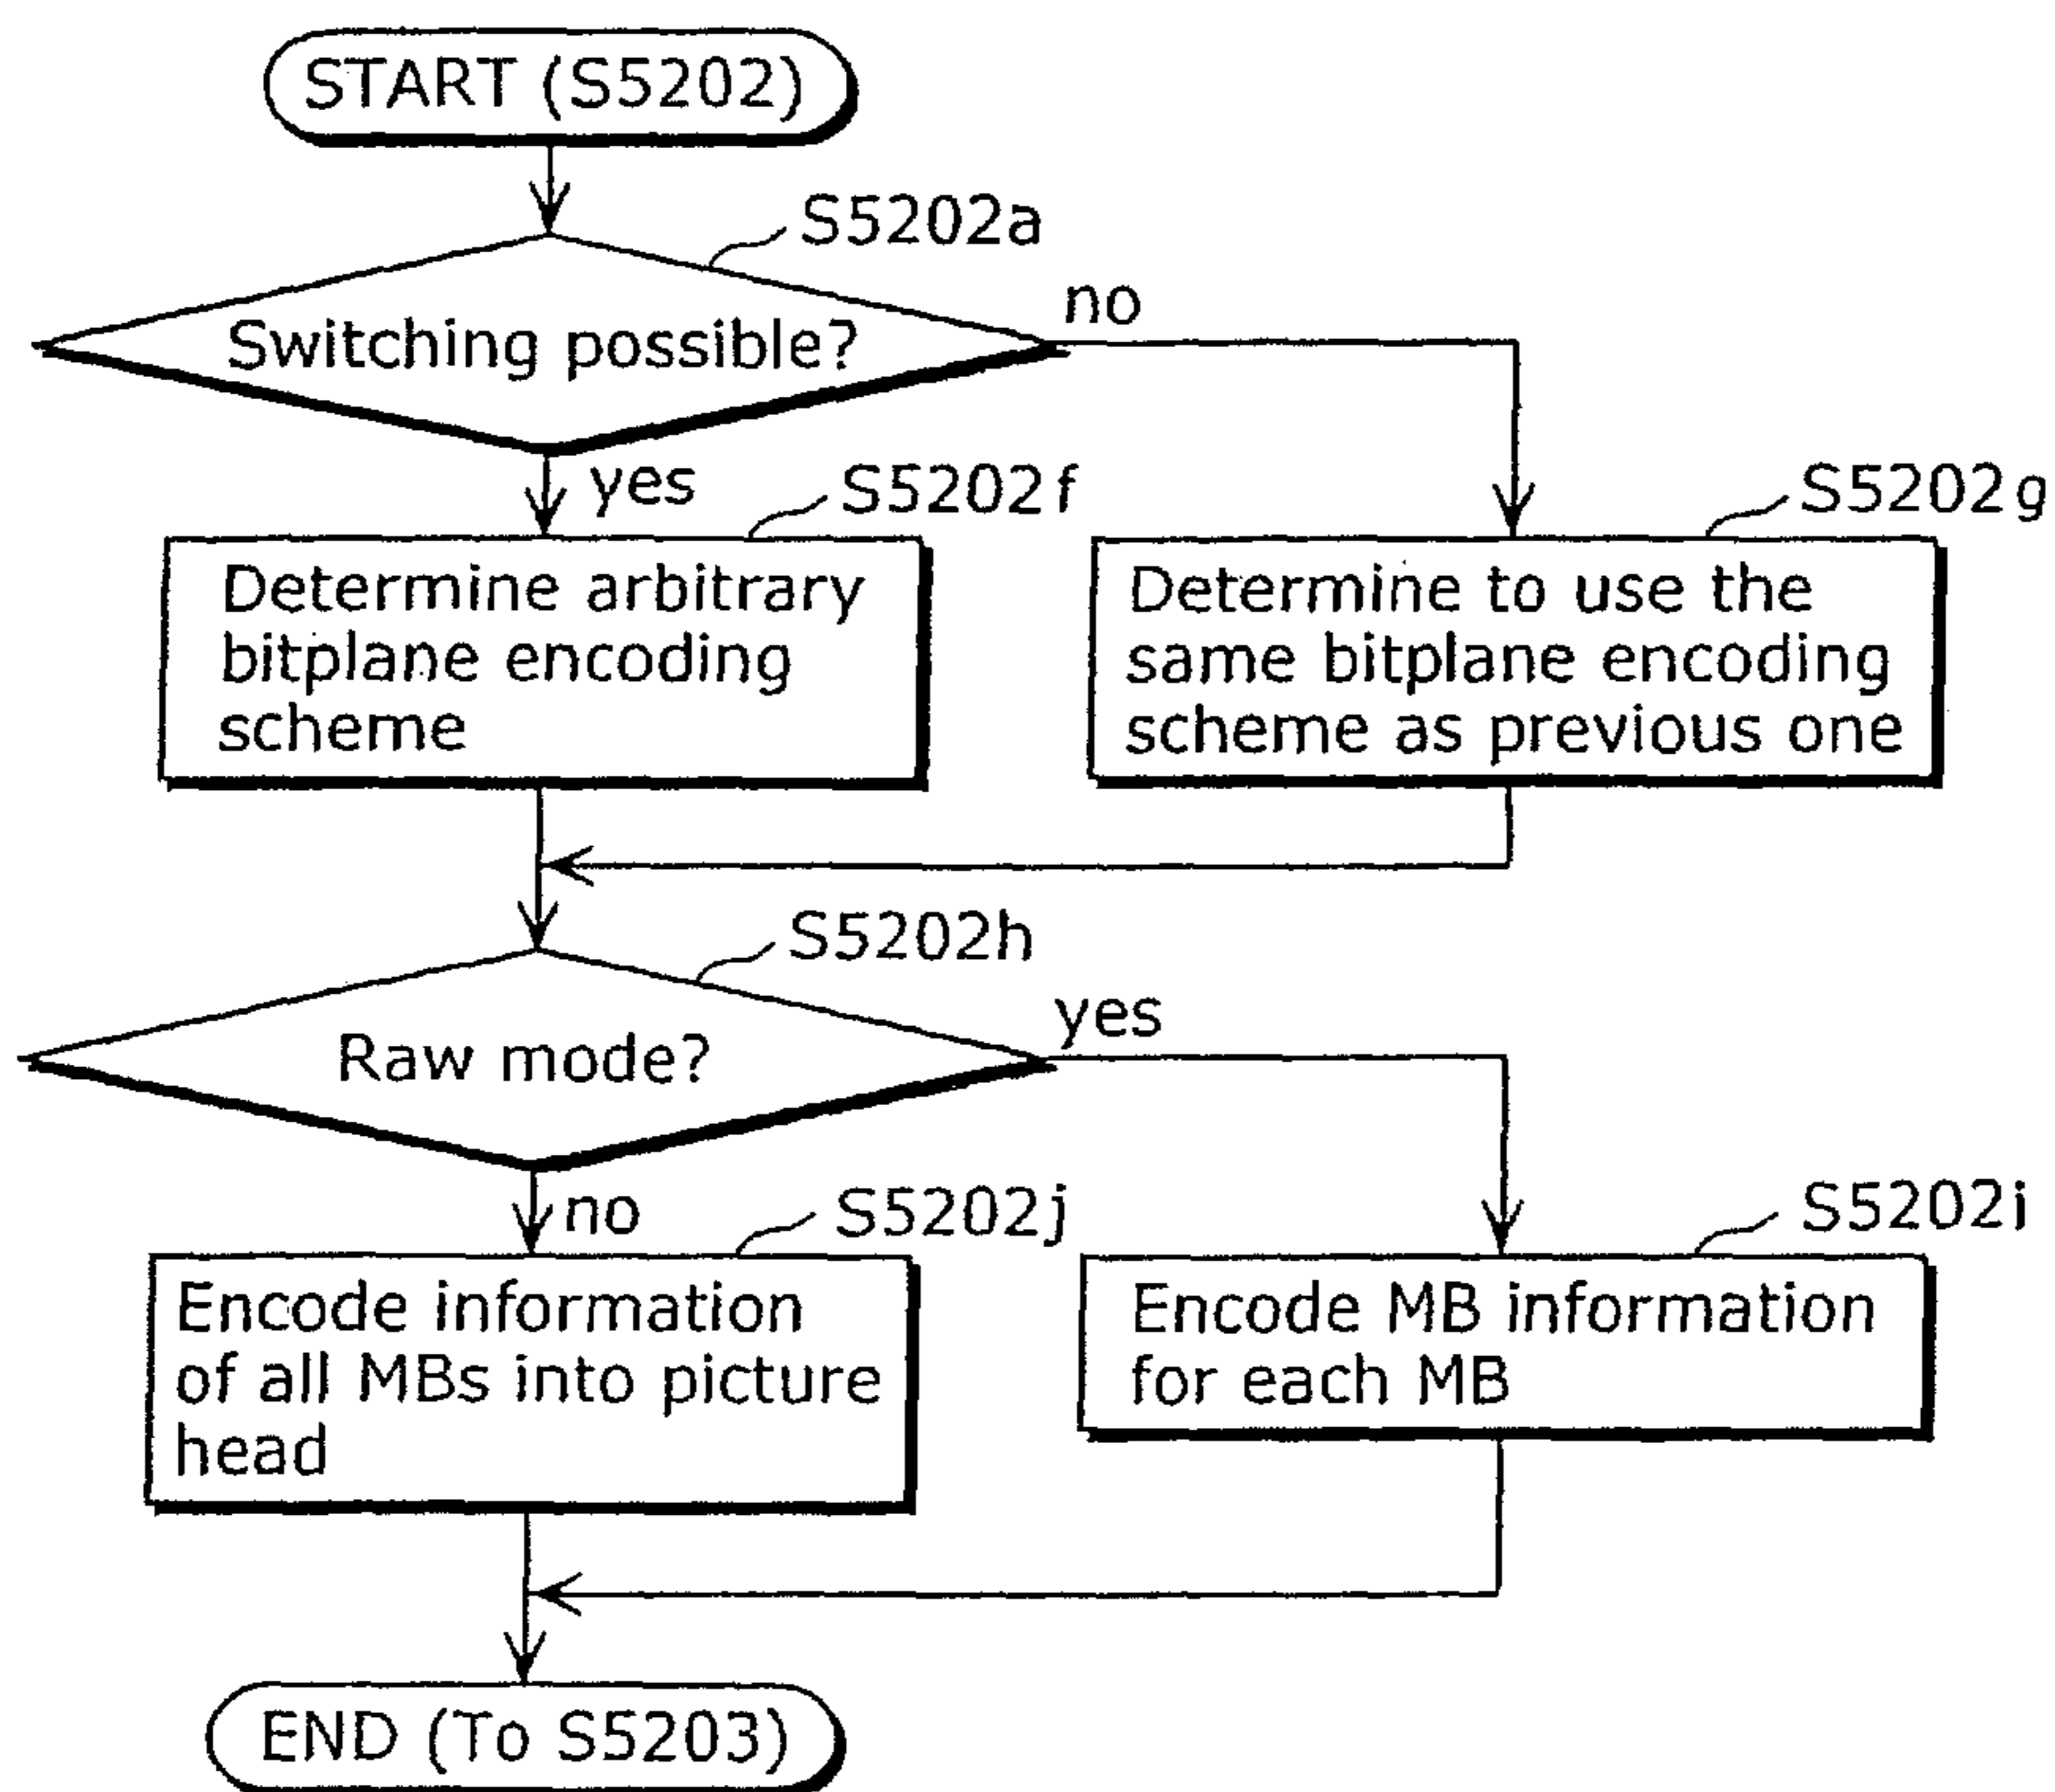 START (S5202)
S5202a
Switching possible?
no
yes
S5202f
S5202g
Determine arbitrary
bitplane encoding
scheme
Determine to use the
same bitplane encoding
scheme as previous one
S5202h
Raw mode?
yes
no
S5202j
S5202i
Encode information
of all MBs into picture
head
Encode MB information
for each MB
END (To S5203)